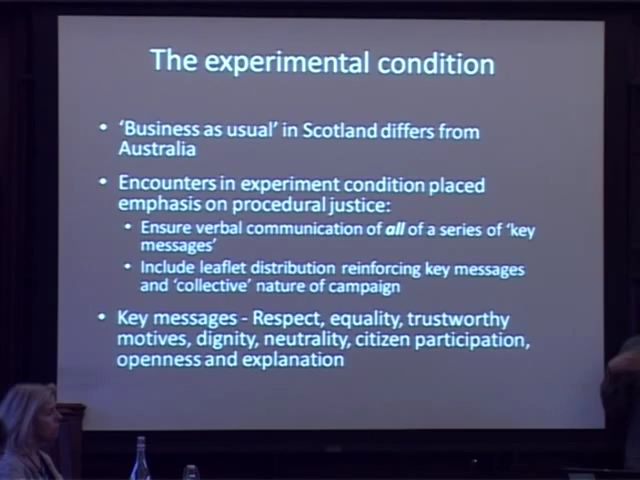 The experimental condition
• 'Business as usual' in Scotland differs from
Australia
• Encounters in experiment condition placed
emphasis on procedural justice:
• Ensure verbal communication of all of a series of 'key
messages'
• Include leaflet distribution reinforcing key messages
and 'collective' nature of campaign
• Key messages - Respect, equality, trustworthy
motives, dignity, neutrality, citizen participation,
openness and explanation